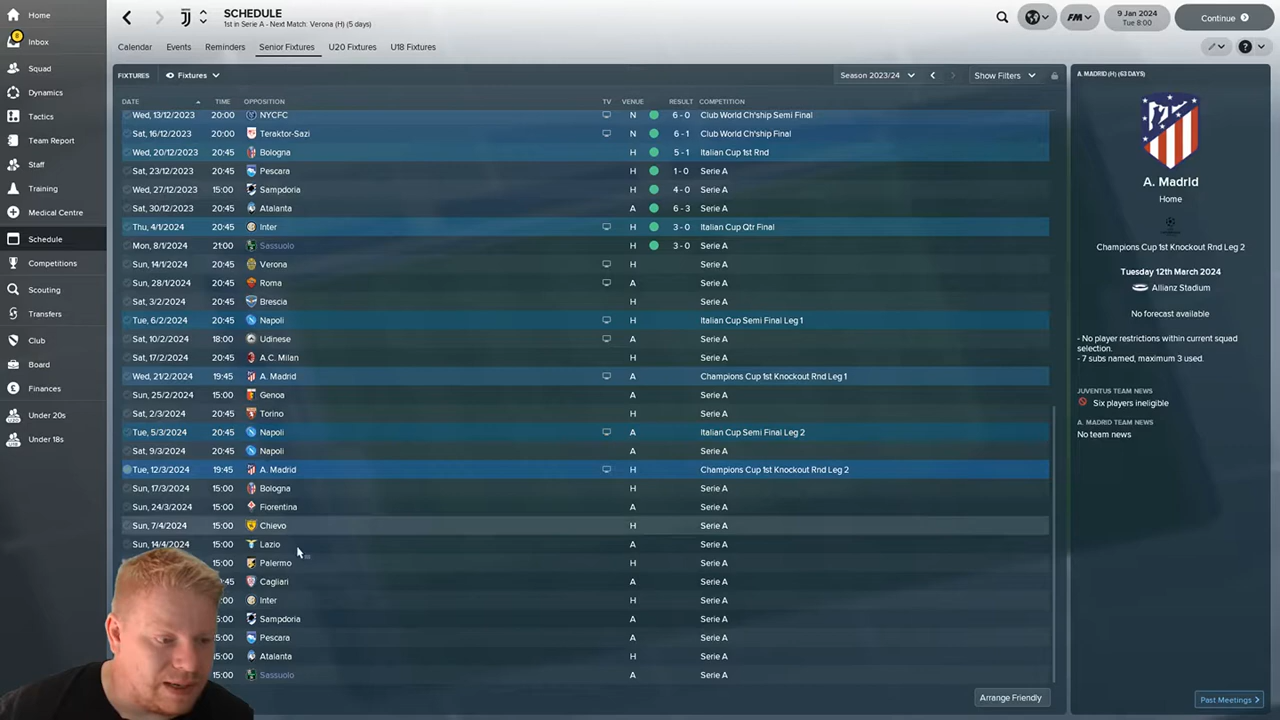 Home
SCHEDULE
1st in Serie A - Next Match: Verona (H) (5 days)
FM
9 Jan 2024
Tue 8:00
Continue
8
Inbox
Squad
Dynamics
Tactics
Team Report
Staff
Training
Medical Centre
Schedule
Competitions
Scouting
Transfers
Club
Board
Finances
Under 20s
Under 18s
Calendar Events Reminders Senior Fixtures U20 Fixtures U18 Fixtures
?
FIXTURES Fixtures Season 2023/24 Show Filters
DATE TIME OPPOSITION TV VENUE RESULT COMPETITION
Wed, 13/12/2023 20:00 NYCFC N 6 - 0 Club World Ch'ship Semi Final
Sat, 16/12/2023 20:00 Teraktor-Sazi N 6 - 1 Club World Ch'ship Final
Wed, 20/12/2023 20:45 Bologna H 5 - 1 Italian Cup 1st Rnd
Sat, 23/12/2023 20:45 Pescara H 1 - 0 Serie A
Wed, 27/12/2023 15:00 Sampdoria H 4 - 0 Serie A
Sat, 30/12/2023 20:45 Atalanta A 6 - 3 Serie A
Thu, 4/1/2024 20:45 Inter H 3 - 0 Italian Cup Qtr Final
Mon, 8/1/2024 21:00 Sassuolo H 3 - 0 Serie A
Sun, 14/1/2024 20:45 Verona H Serie A
Sun, 28/1/2024 20:45 Roma A Serie A
Sat, 3/2/2024 20:45 Brescia H Serie A
Tue, 6/2/2024 20:45 Napoli H Italian Cup Semi Final Leg 1
Sat, 10/2/2024 18:00 Udinese A Serie A
Sat, 17/2/2024 20:45 A.C. Milan H Serie A
Wed, 21/2/2024 19:45 A. Madrid A Champions Cup 1st Knockout Rnd Leg 1
Sun, 25/2/2024 15:00 Genoa A Serie A
Sat, 2/3/2024 20:45 Torino H Serie A
Tue, 5/3/2024 20:45 Napoli A Italian Cup Semi Final Leg 2
Sat, 9/3/2024 20:45 Napoli A Serie A
Tue, 12/3/2024 19:45 A. Madrid H Champions Cup 1st Knockout Rnd Leg 2
Sun, 17/3/2024 15:00 Bologna H Serie A
Sun, 24/3/2024 15:00 Fiorentina A Serie A
Sun, 7/4/2024 15:00 Chievo H Serie A
Sun, 14/4/2024 15:00 Lazio A Serie A
15:00 Palermo H Serie A
:45 Cagliari A Serie A
:00 Inter H Serie A
5:00 Sampdoria A Serie A
15:00 Pescara A Serie A
15:00 Atalanta H Serie A
15:00 Sassuolo A Serie A
Arrange Friendly
A. MADRID (H) (63 DAYS)
A. Madrid
Home
Champions Cup 1st Knockout Rnd Leg 2
Tuesday 12th March 2024
Allianz Stadium
No forecast available
- No player restrictions within current squad
selection.
- 7 subs named, maximum 3 used.
JUVENTUS TEAM NEWS
Six players ineligible
A. MADRID TEAM NEWS
No team news
Past Meetings